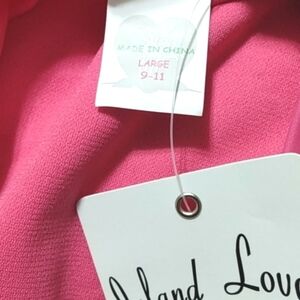 MADE IN CHINA
LARGE
9-11
Island Love